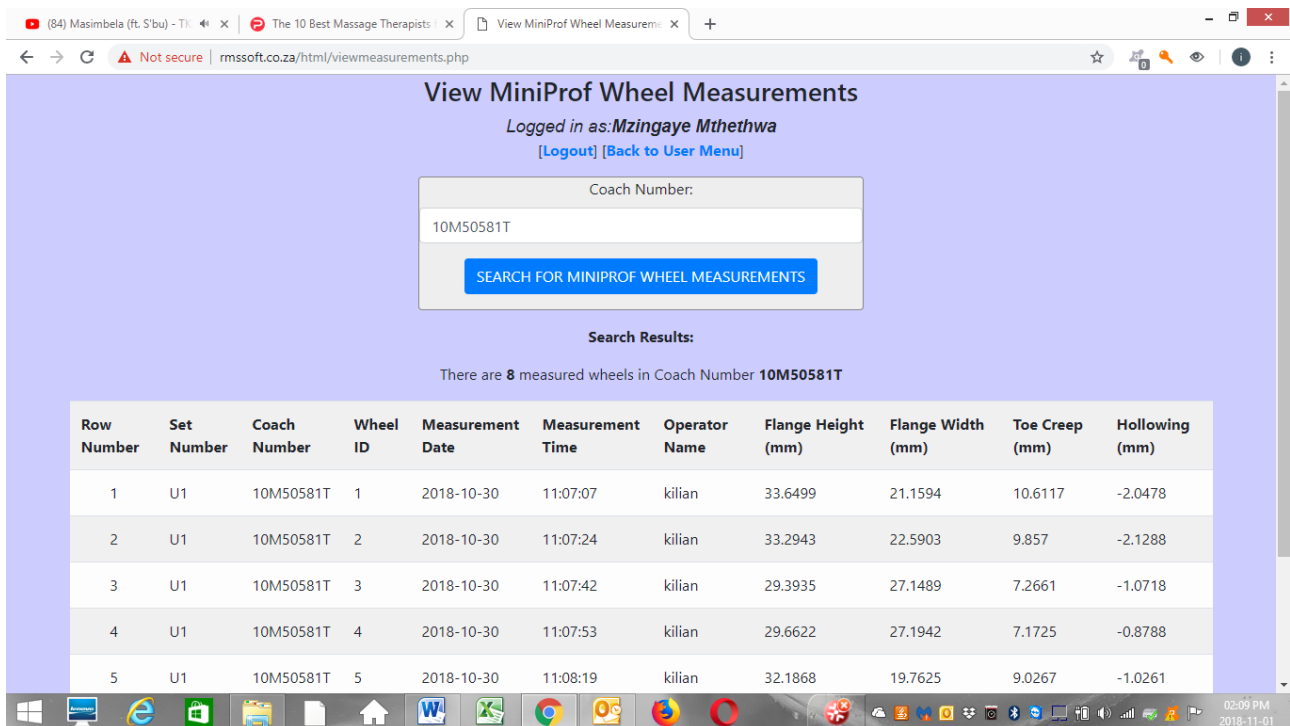 (84) Masimbela (ft. S'bu) - TK
The 10 Best Massage Therapists
View MiniProf Wheel Measureme
Not secure | rmssoft.co.za/html/viewmeasurements.php
0
i
View MiniProf Wheel Measurements
Logged in as:Mzingaye Mthethwa
[Logout] [Back to User Menu]
Coach Number:
10M50581T
SEARCH FOR MINIPROF WHEEL MEASUREMENTS
Search Results:
There are 8 measured wheels in Coach Number 10M50581T
Row Number Set Number Coach Number Wheel ID Measurement Date Measurement Time Operator Name Flange Height (mm) Flange Width (mm) Toe Creep (mm) Hollowing (mm)
1 U1 10M50581T 1 2018-10-30 11:07:07 kilian 33.6499 21.1594 10.6117 -2.0478
2 U1 10M50581T 2 2018-10-30 11:07:24 kilian 33.2943 22.5903 9.857 -2.1288
3 U1 10M50581T 3 2018-10-30 11:07:42 kilian 29.3935 27.1489 7.2661 -1.0718
4 U1 10M50581T 4 2018-10-30 11:07:53 kilian 29.6622 27.1942 7.1725 -0.8788
5 U1 10M50581T 5 2018-10-30 11:08:19 kilian 32.1868 19.7625 9.0267 -1.0261
02:09 PM
2018-11-01